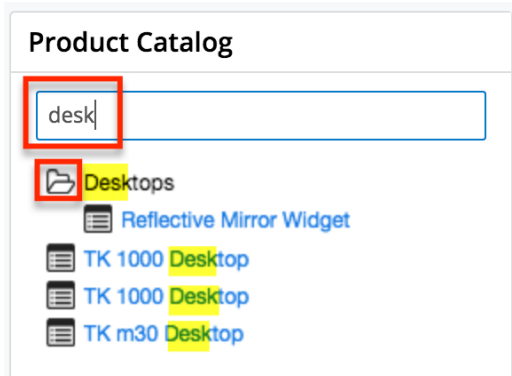 Product Catalog
desk
Desktops
Reflective Mirror Widget
TK 1000 Desktop
TK 1000 Desktop
TK m30 Desktop